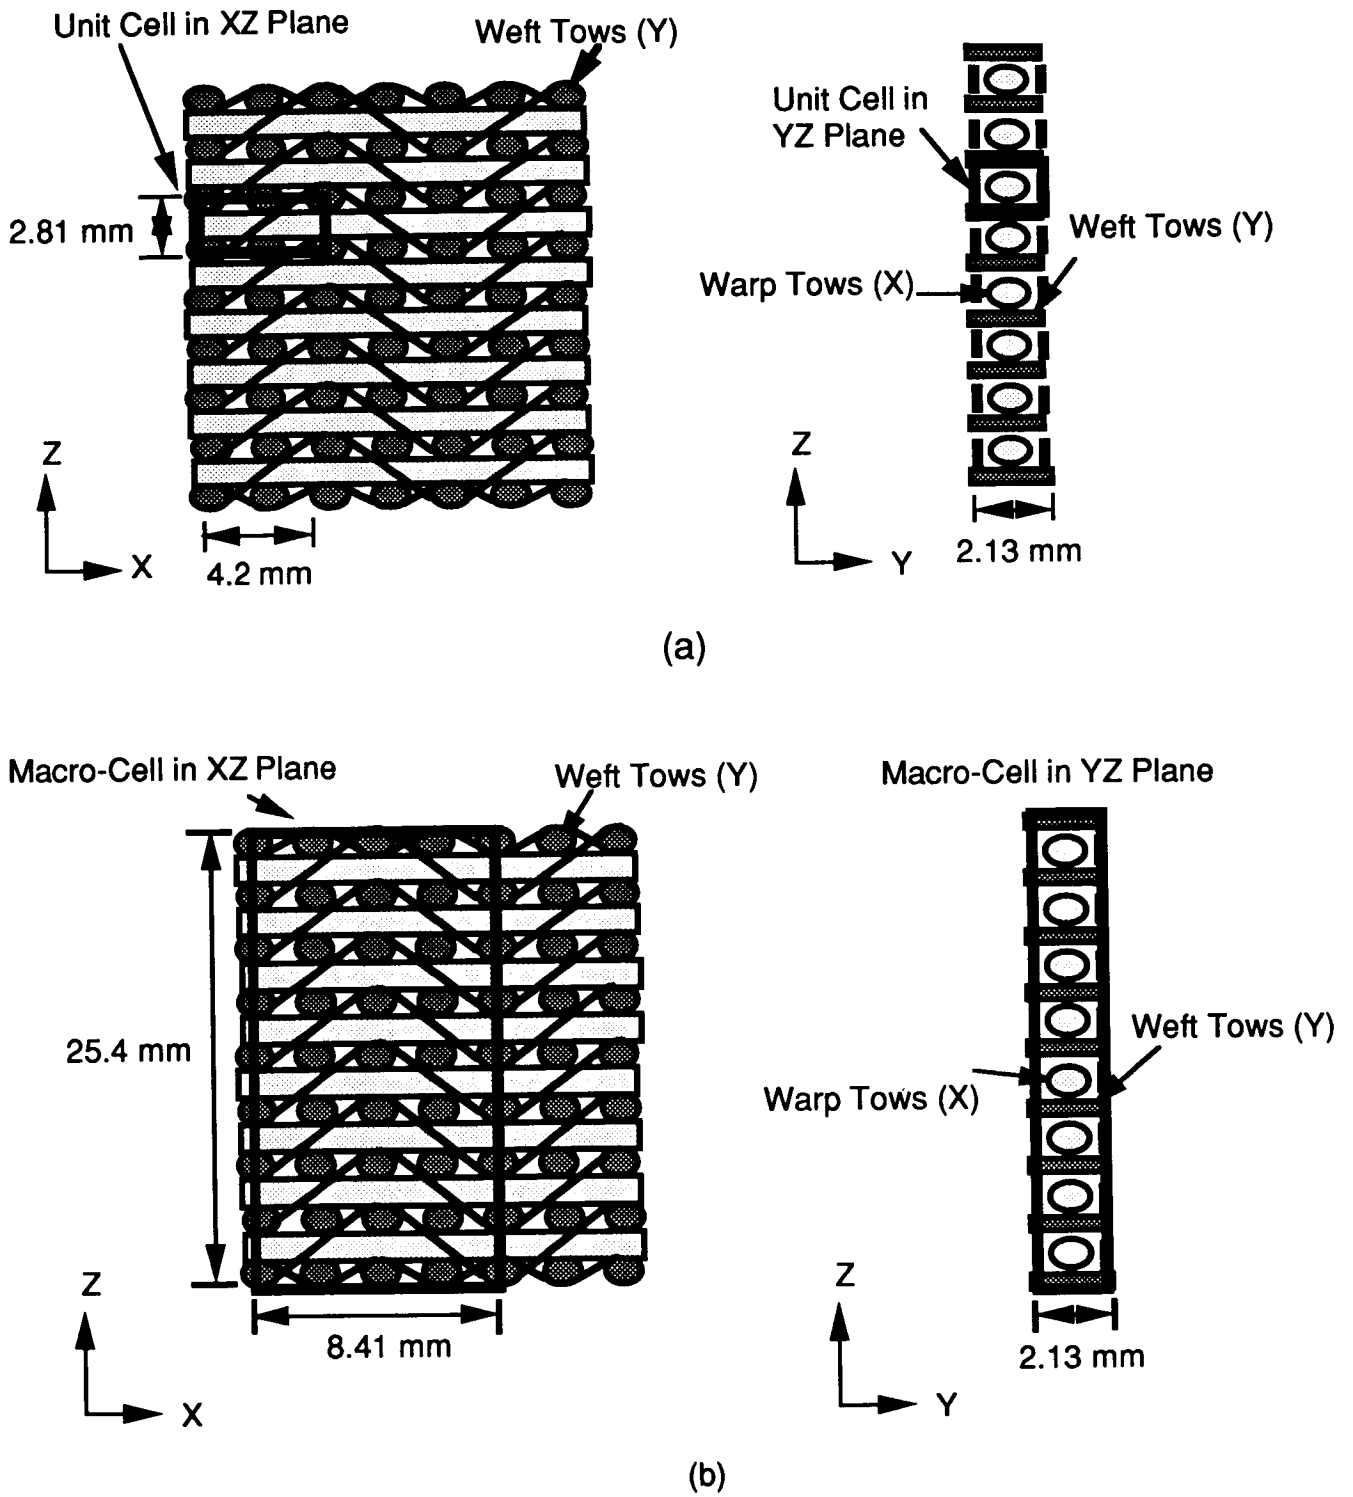 Unit Cell in XZ Plane
Weft Tows (Y)
2.81 mm
Z
X
4.2 mm
Unit Cell in
YZ Plane
Weft Tows (Y)
Warp Tows (X)
Z
Y
2.13 mm
(a)
Macro-Cell in XZ Plane
Weft Tows (Y)
25.4 mm
Z
X
8.41 mm
Macro-Cell in YZ Plane
Weft Tows (Y)
Warp Tows (X)
Z
Y
2.13 mm
(b)